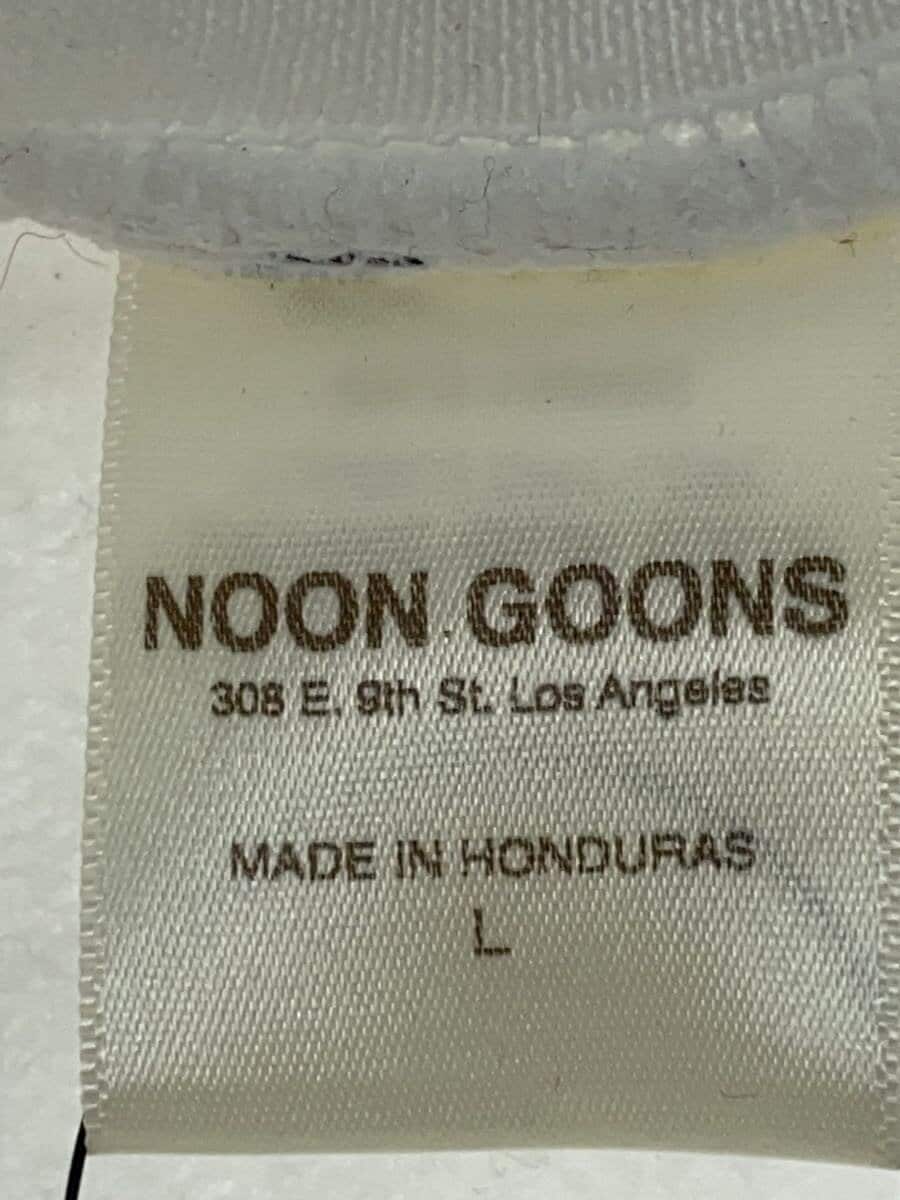 NOON GOONS
308 E. 9th St. Los Angeles
MADE IN HONDURAS
L